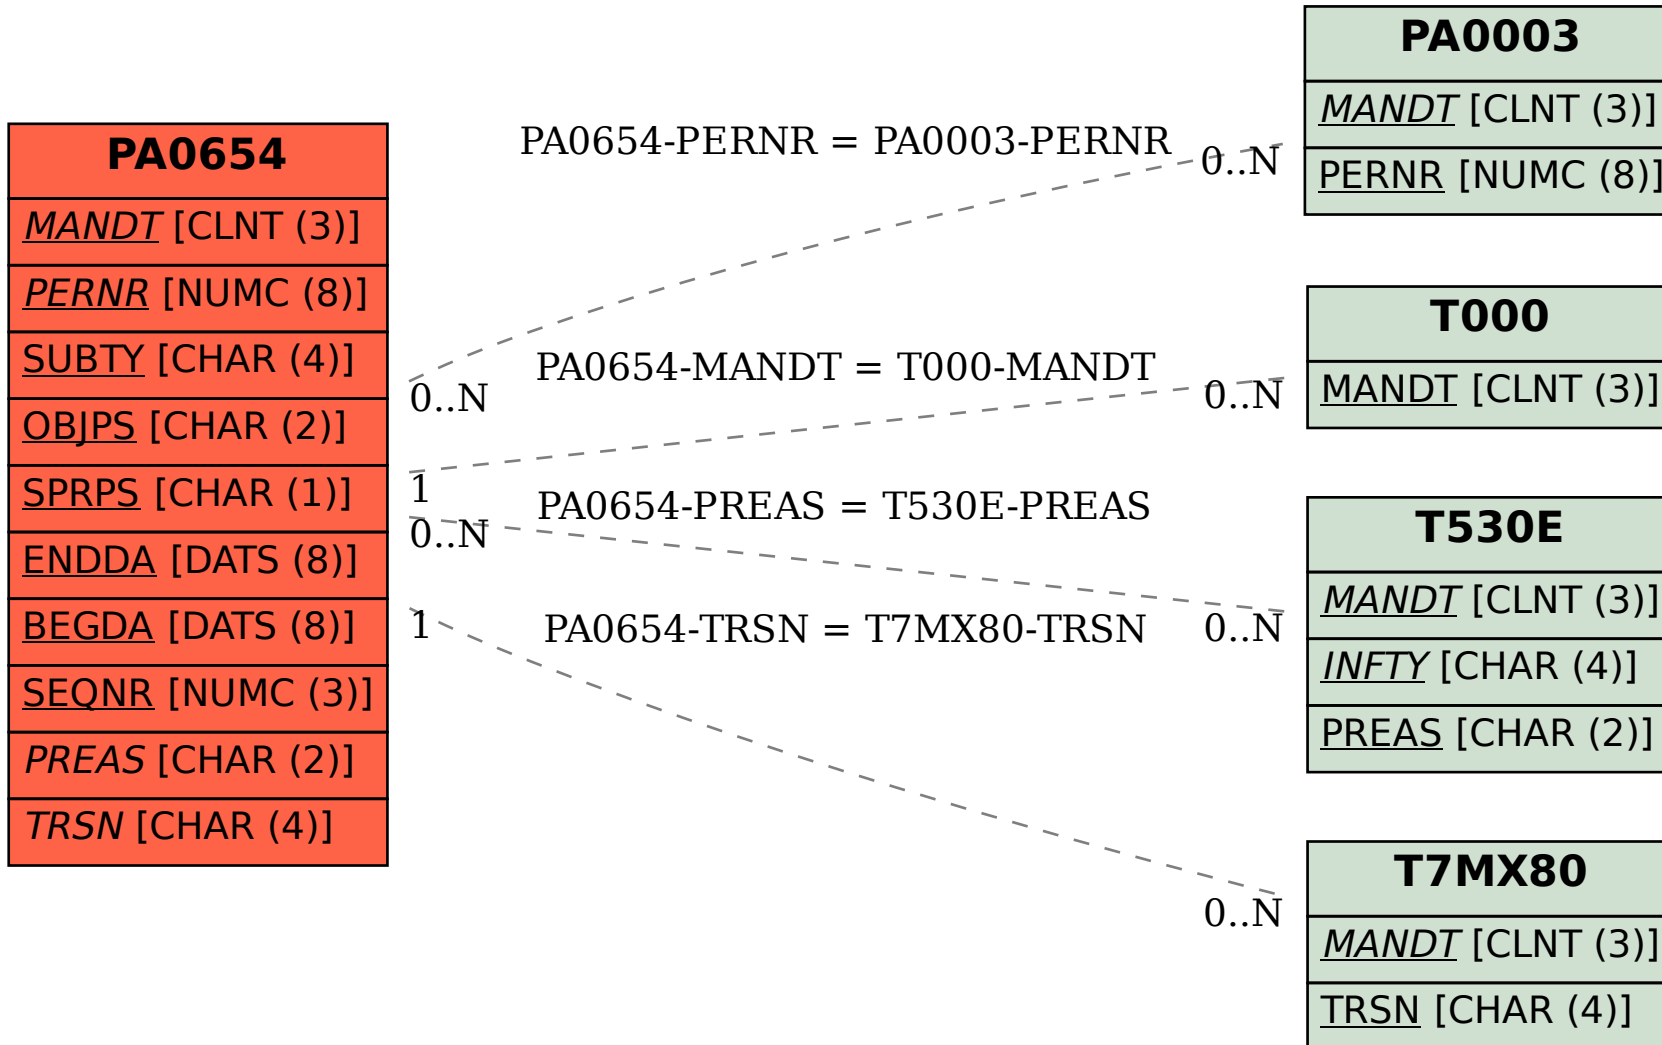 PA0654
MANDT [CLNT (3)]
PERNR [NUMC (8)]
SUBTY [CHAR (4)]
OBJPS [CHAR (2)]
SPRPS [CHAR (1)]
ENDDA [DATS (8)]
BEGDA [DATS (8)]
SEQNR [NUMC (3)]
PREAS [CHAR (2)]
TRSN [CHAR (4)]
PA0654-PERNR = PA0003-PERNR
0..N
0..N
PA0654-MANDT = T000-MANDT
0..N
1
PA0654-PREAS = T530E-PREAS
0..N
0..N
PA0654-TRSN = T7MX80-TRSN
1
0..N
PA0003
MANDT [CLNT (3)]
PERNR [NUMC (8)]
T000
MANDT [CLNT (3)]
T530E
MANDT [CLNT (3)]
INFTY [CHAR (4)]
PREAS [CHAR (2)]
T7MX80
MANDT [CLNT (3)]
TRSN [CHAR (4)]